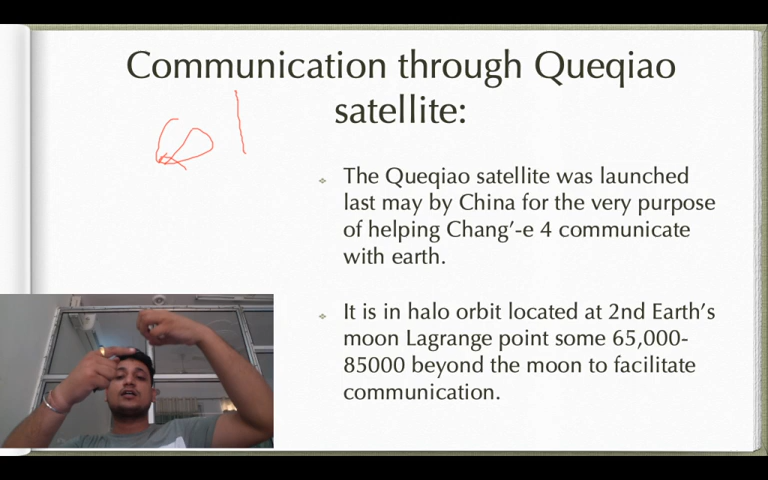 Communication through Queqiao
satellite:
The Queqiao satellite was launched
last may by China for the very purpose
of helping Chang’-e 4 communicate
with earth.
It is in halo orbit located at 2nd Earth’s
moon Lagrange point some 65,000-
85000 beyond the moon to facilitate
communication.